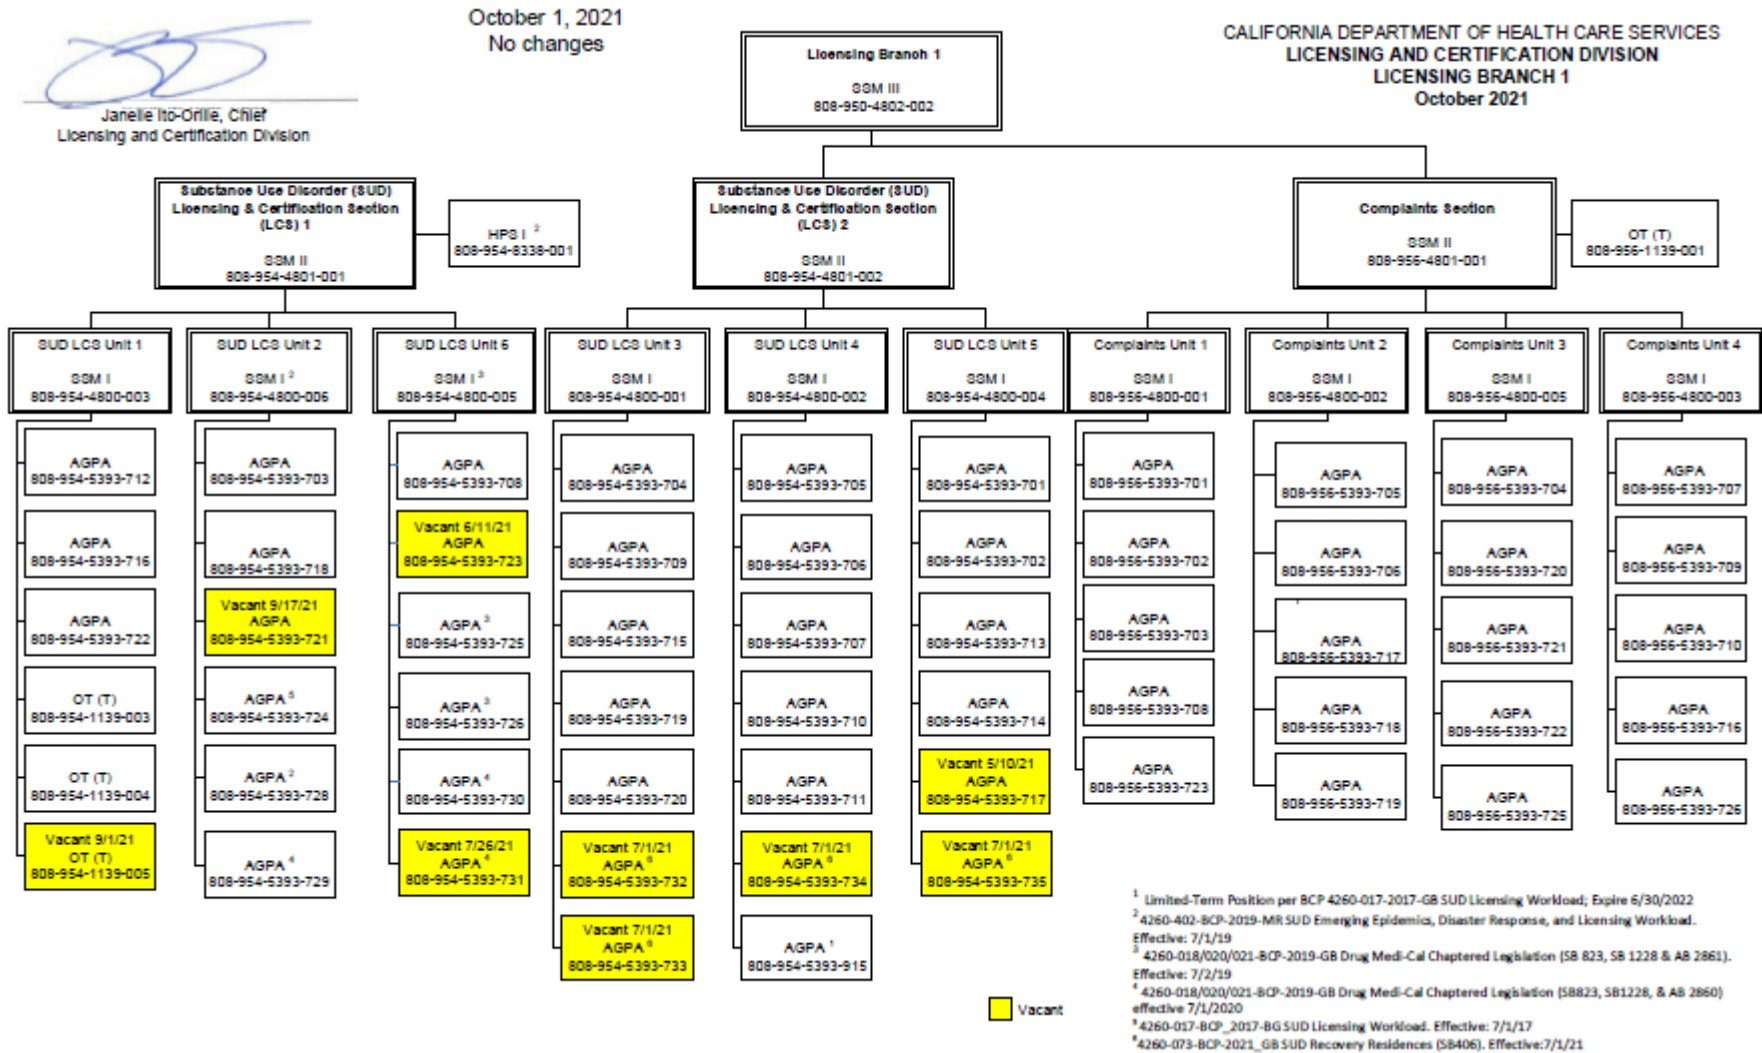 October 1, 2021
No changes
CALIFORNIA DEPARTMENT OF HEALTH CARE SERVICES
LICENSING AND CERTIFICATION DIVISION
LICENSING BRANCH 1
October 2021
Janelle Ito-Orille, Chief
Licensing and Certification Division
Licensing Branch 1
SSM III
808-950-4802-002
Substance Use Disorder (SUD)
Licensing & Certification Section
(LCS) 1
SSM II
808-954-4801-001
HPS I ²
808-954-8338-001
Substance Use Disorder (SUD)
Licensing & Certification Section
(LCS) 2
SSM II
808-954-4801-002
Complaints Section
SSM II
808-956-4801-001
OT (T)
808-956-1139-001
SUD LCS Unit 1
SSM I
808-954-4800-003
AGPA
808-954-5393-712
AGPA
808-954-5393-716
AGPA
808-954-5393-722
OT (T)
808-954-1139-003
OT (T)
808-954-1139-004
Vacant 9/1/21
OT (T)
808-954-1139-005
SUD LCS Unit 2
SSM I ²
808-954-4800-006
AGPA
808-954-5393-703
AGPA
808-954-5393-718
Vacant 9/17/21
AGPA
808-954-5393-721
AGPA ⁵
808-954-5393-724
AGPA ²
808-954-5393-728
AGPA ⁴
808-954-5393-729
SUD LCS Unit 6
SSM I ³
808-954-4800-005
AGPA
808-954-5393-708
Vacant 6/11/21
AGPA
808-954-5393-723
AGPA ³
808-954-5393-725
AGPA ³
808-954-5393-726
AGPA ⁴
808-954-5393-730
Vacant 7/26/21
AGPA ⁴
808-954-5393-731
SUD LCS Unit 3
SSM I
808-954-4800-001
AGPA
808-954-5393-704
AGPA
808-954-5393-709
AGPA
808-954-5393-715
AGPA
808-954-5393-719
AGPA
808-954-5393-720
Vacant 7/1/21
AGPA ⁶
808-954-5393-732
Vacant 7/1/21
AGPA ⁶
808-954-5393-733
SUD LCS Unit 4
SSM I
808-954-4800-002
AGPA
808-954-5393-705
AGPA
808-954-5393-706
AGPA
808-954-5393-707
AGPA
808-954-5393-710
AGPA
808-954-5393-711
Vacant 7/1/21
AGPA ⁶
808-954-5393-734
AGPA ¹
808-954-5393-915
SUD LCS Unit 5
SSM I
808-954-4800-004
AGPA
808-954-5393-701
AGPA
808-954-5393-702
AGPA
808-954-5393-713
AGPA
808-954-5393-714
Vacant 5/10/21
AGPA
808-954-5393-717
Vacant 7/1/21
AGPA ⁶
808-954-5393-735
Complaints Unit 1
SSM I
808-956-4800-001
AGPA
808-956-5393-701
AGPA
808-956-5393-702
AGPA
808-956-5393-703
AGPA
808-956-5393-708
AGPA
808-956-5393-723
Complaints Unit 2
SSM I
808-956-4800-002
AGPA
808-956-5393-705
AGPA
808-956-5393-706
AGPA
808-956-5393-717
AGPA
808-956-5393-718
AGPA
808-956-5393-719
Complaints Unit 3
SSM I
808-956-4800-005
AGPA
808-956-5393-704
AGPA
808-956-5393-720
AGPA
808-956-5393-721
AGPA
808-956-5393-722
AGPA
808-956-5393-725
Complaints Unit 4
SSM I
808-956-4800-003
AGPA
808-956-5393-707
AGPA
808-956-5393-709
AGPA
808-956-5393-710
AGPA
808-956-5393-716
AGPA
808-956-5393-726
Vacant
¹ Limited-Term Position per BCP 4260-017-2017-GB SUD Licensing Workload; Expire 6/30/2022
² 4260-402-BCP-2019-MR SUD Emerging Epidemics, Disaster Response, and Licensing Workload.
Effective: 7/1/19
³ 4260-018/020/021-BCP-2019-GB Drug Medi-Cal Chaptered Legislation (SB 823, SB 1228 & AB 2861).
Effective: 7/2/19
⁴ 4260-018/020/021-BCP-2019-GB Drug Medi-Cal Chaptered Legislation (SB823, SB1228, & AB 2860)
effective 7/1/2020
⁵ 4260-017-BCP_2017-BG SUD Licensing Workload. Effective: 7/1/17
⁶ 4260-073-BCP-2021_GB SUD Recovery Residences (SB406). Effective:7/1/21